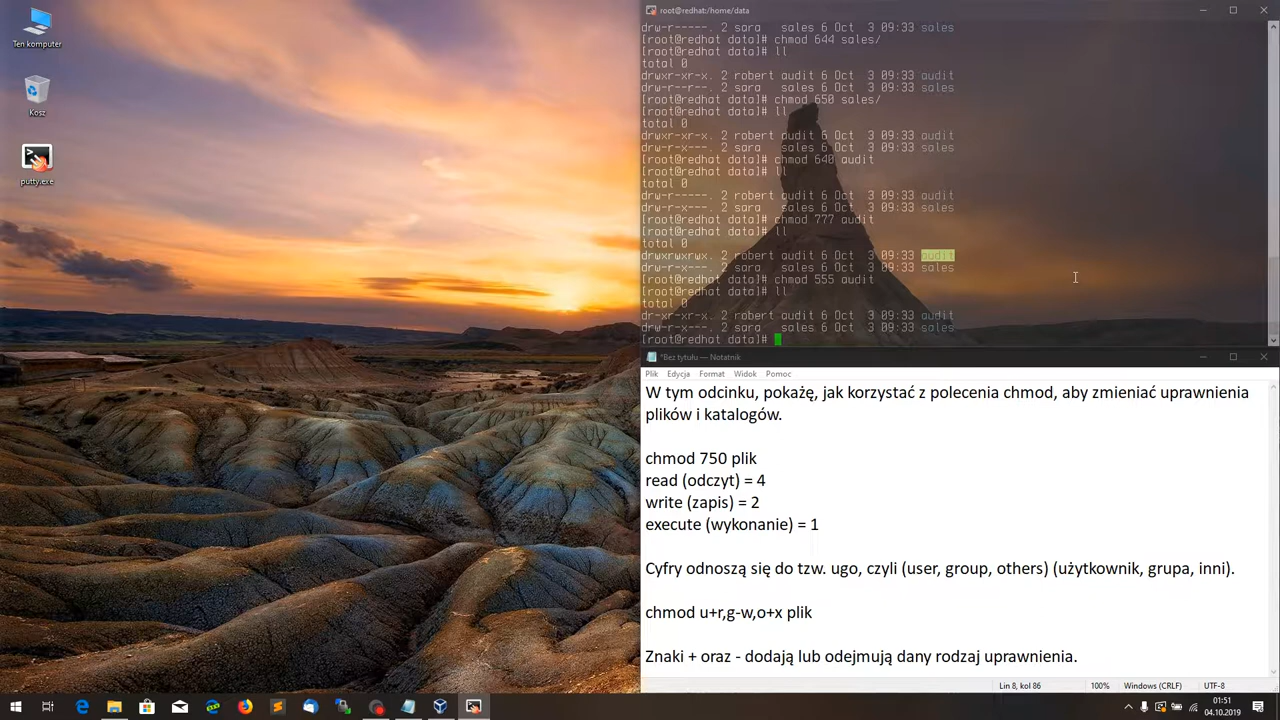 Ten komputer
Kosz
putty.exe
root@redhat:/home/data
drw-r-----. 2 sara   sales 6 Oct  3 09:33 sales
[root@redhat data]# chmod 644 sales/
[root@redhat data]# ll
total 0
drwxr-xr-x. 2 robert audit 6 Oct  3 09:33 audit
drw-r--r--. 2 sara   sales 6 Oct  3 09:33 sales
[root@redhat data]# chmod 650 sales/
[root@redhat data]# ll
total 0
drwxr-xr-x. 2 robert audit 6 Oct  3 09:33 audit
drw-r-x---. 2 sara   sales 6 Oct  3 09:33 sales
[root@redhat data]# chmod 640 audit
[root@redhat data]# ll
total 0
drw-r-----. 2 robert audit 6 Oct  3 09:33 audit
drw-r-x---. 2 sara   sales 6 Oct  3 09:33 sales
[root@redhat data]# chmod 777 audit
[root@redhat data]# ll
total 0
drwxrwxrwx. 2 robert audit 6 Oct  3 09:33 audit
drw-r-x---. 2 sara   sales 6 Oct  3 09:33 sales
[root@redhat data]# chmod 555 audit
[root@redhat data]# ll
total 0
dr-xr-xr-x. 2 robert audit 6 Oct  3 09:33 audit
drw-r-x---. 2 sara   sales 6 Oct  3 09:33 sales
[root@redhat data]#
*Bez tytułu — Notatnik
Plik Edycja Format Widok Pomoc
W tym odcinku, pokażę, jak korzystać z polecenia chmod, aby zmieniać uprawnienia
plików i katalogów.
chmod 750 plik
read (odczyt) = 4
write (zapis) = 2
execute (wykonanie) = 1
Cyfry odnoszą się do tzw. ugo, czyli (user, group, others) (użytkownik, grupa, inni).
chmod u+r,g-w,o+x plik
Znaki + oraz - dodają lub odejmują dany rodzaj uprawnienia.
Lin 8, kol 86 100% Windows (CRLF) UTF-8
01:51
04.10.2019